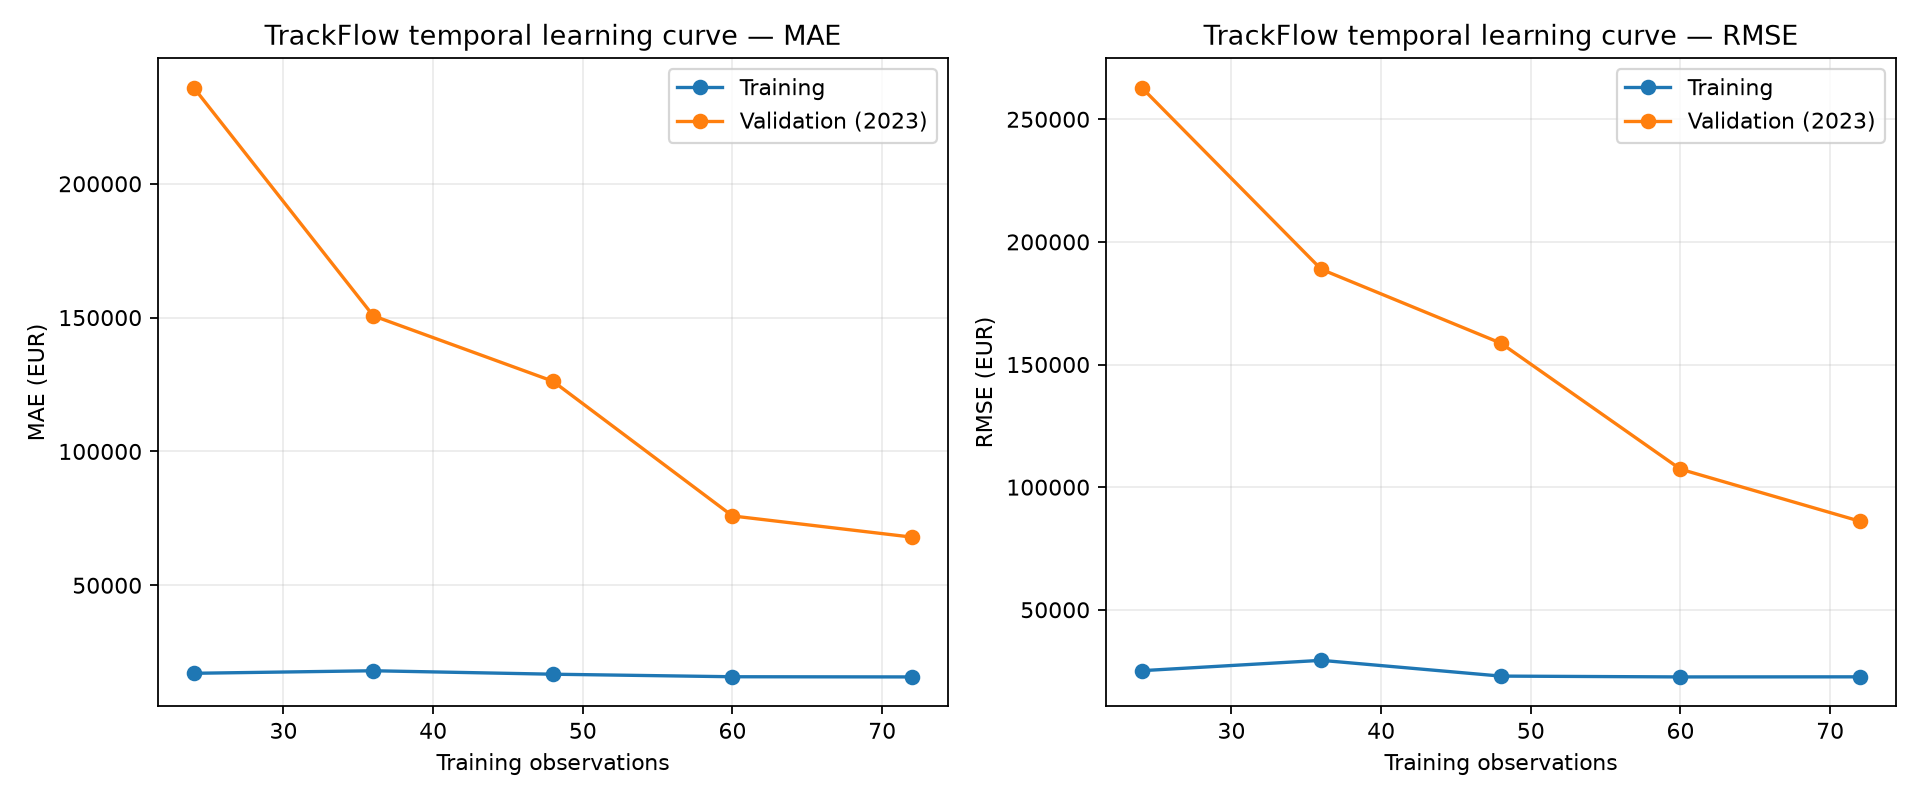 TrackFlow temporal learning curve — MAE
MAE (EUR)
200000
150000
100000
50000
Training
Validation (2023)
30 40 50 60 70
Training observations
TrackFlow temporal learning curve — RMSE
RMSE (EUR)
250000
200000
150000
100000
50000
Training
Validation (2023)
30 40 50 60 70
Training observations